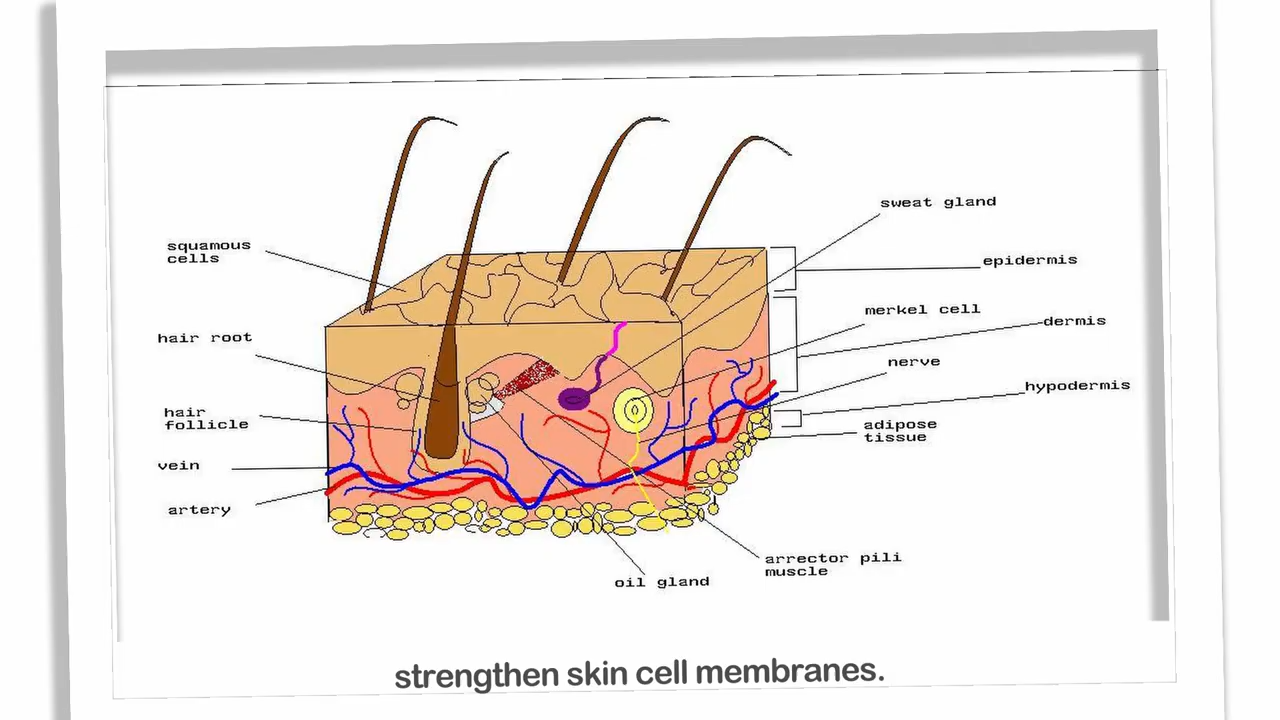 sweat gland
squamous
cells
epidermis
merkel cell
dermis
hair root
nerve
hypodermis
hair
follicle
adipose
tissue
vein
artery
arrector pili
muscle
oil gland
strengthen skin cell membranes.